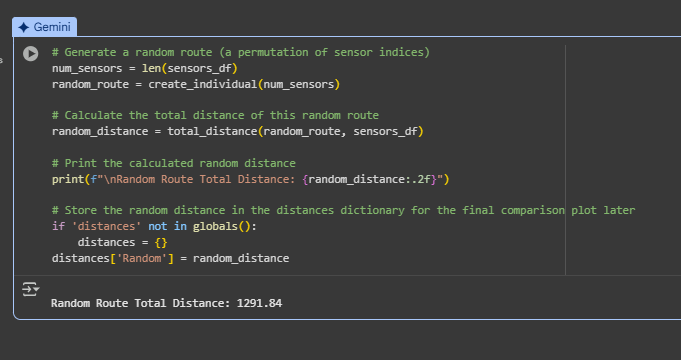 Gemini
# Generate a random route (a permutation of sensor indices)
num_sensors = len(sensors_df)
random_route = create_individual(num_sensors)
# Calculate the total distance of this random route
random_distance = total_distance(random_route, sensors_df)
# Print the calculated random distance
print(f"\nRandom Route Total Distance: {random_distance:.2f}")
# Store the random distance in the distances dictionary for the final comparison plot later
if 'distances' not in globals():
    distances = {}
distances['Random'] = random_distance
Random Route Total Distance: 1291.84